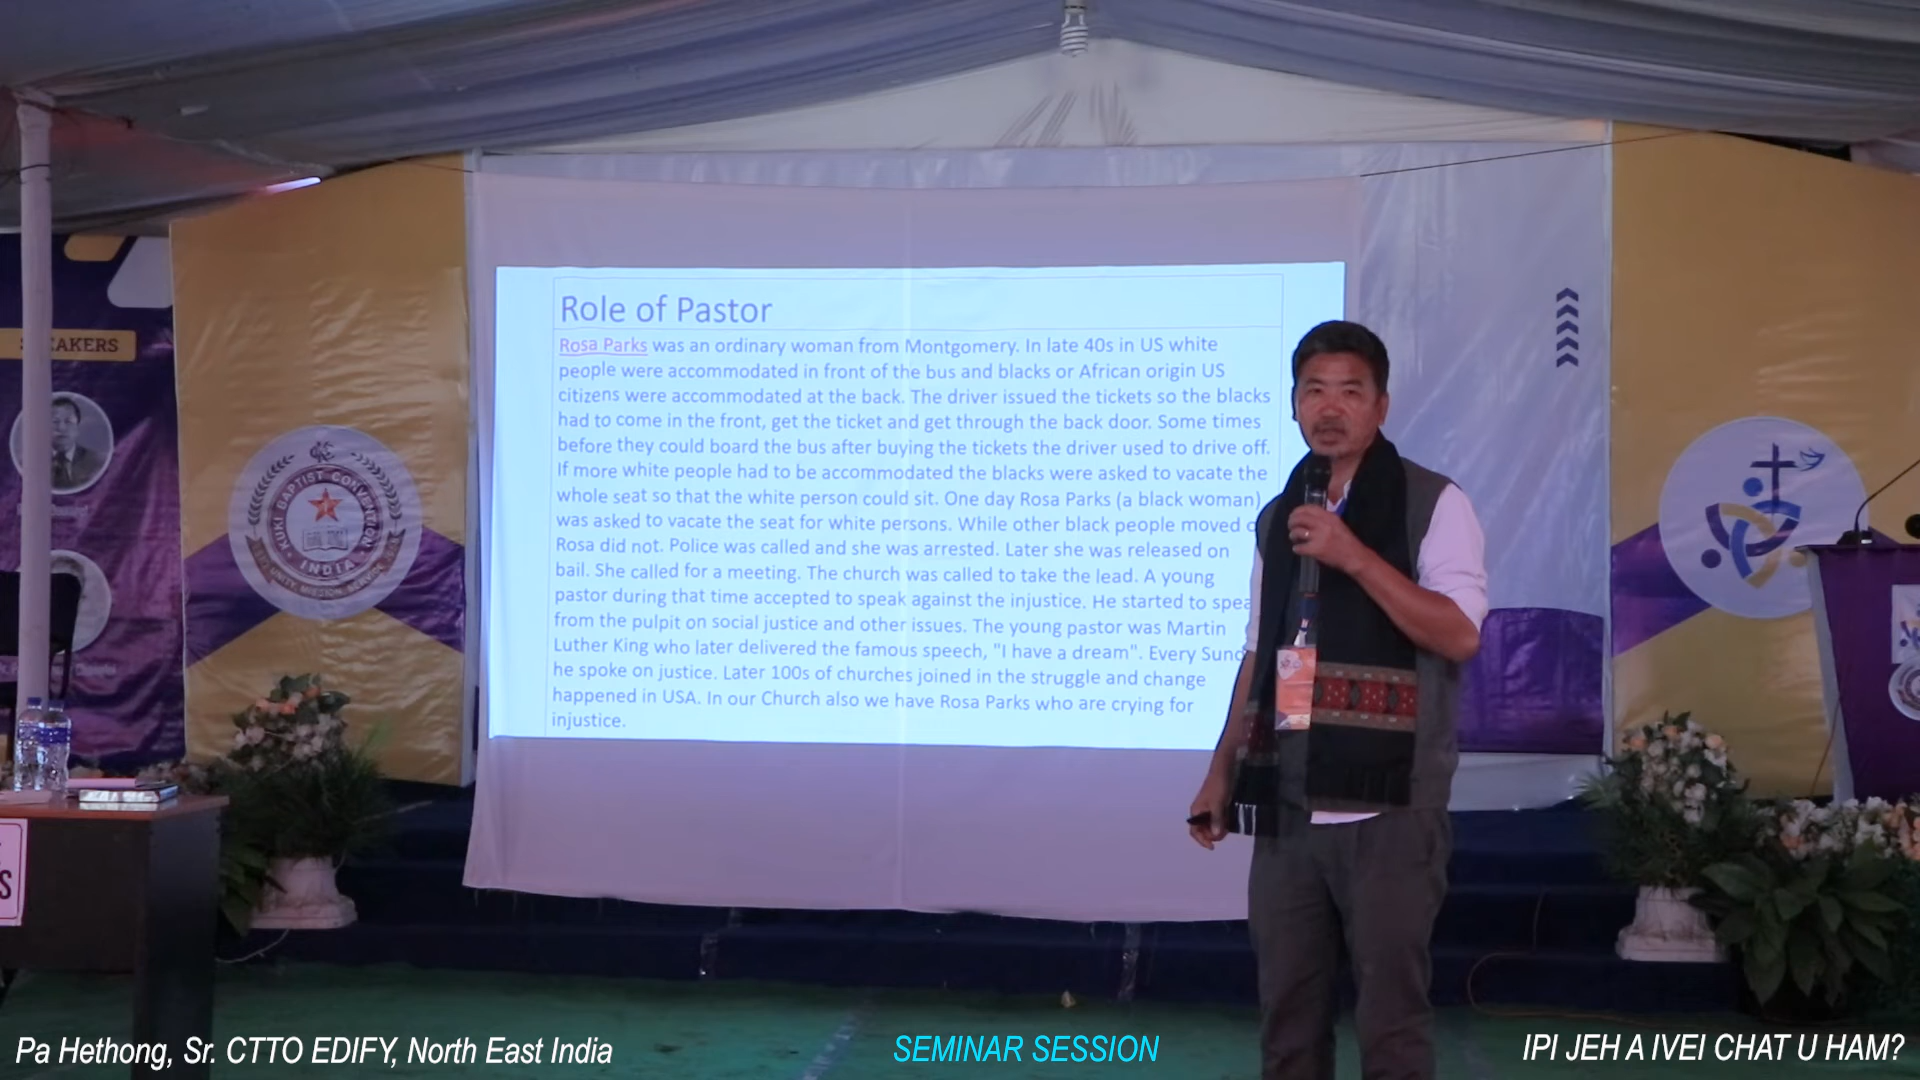 Role of Pastor
Rosa Parks was an ordinary woman from Montgomery. In late 40s in US white
people were accommodated in front of the bus and blacks or African origin US
citizens were accommodated at the back. The driver issued the tickets so the blacks
had to come in the front, get the ticket and get through the back door. Some times
before they could board the bus after buying the tickets the driver used to drive off.
If more white people had to be accommodated the blacks were asked to vacate the
whole seat so that the white person could sit. One day Rosa Parks (a black woman)
was asked to vacate the seat for white persons. While other black people moved
Rosa did not. Police was called and she was arrested. Later she was released on
bail. She called for a meeting. The church was called to take the lead. A young
pastor during that time accepted to speak against the injustice. He started to spea
from the pulpit on social justice and other issues. The young pastor was Martin
Luther King who later delivered the famous speech, "I have a dream". Every Sund
he spoke on justice. Later 100s of churches joined in the struggle and change
happened in USA. In our Church also we have Rosa Parks who are crying for
injustice.
KUKI BAPTIST CONVENTION
INDIA
Pa Hethong, Sr. CTTO EDIFY, North East India
SEMINAR SESSION
IPI JEH A IVEI CHAT U HAM?